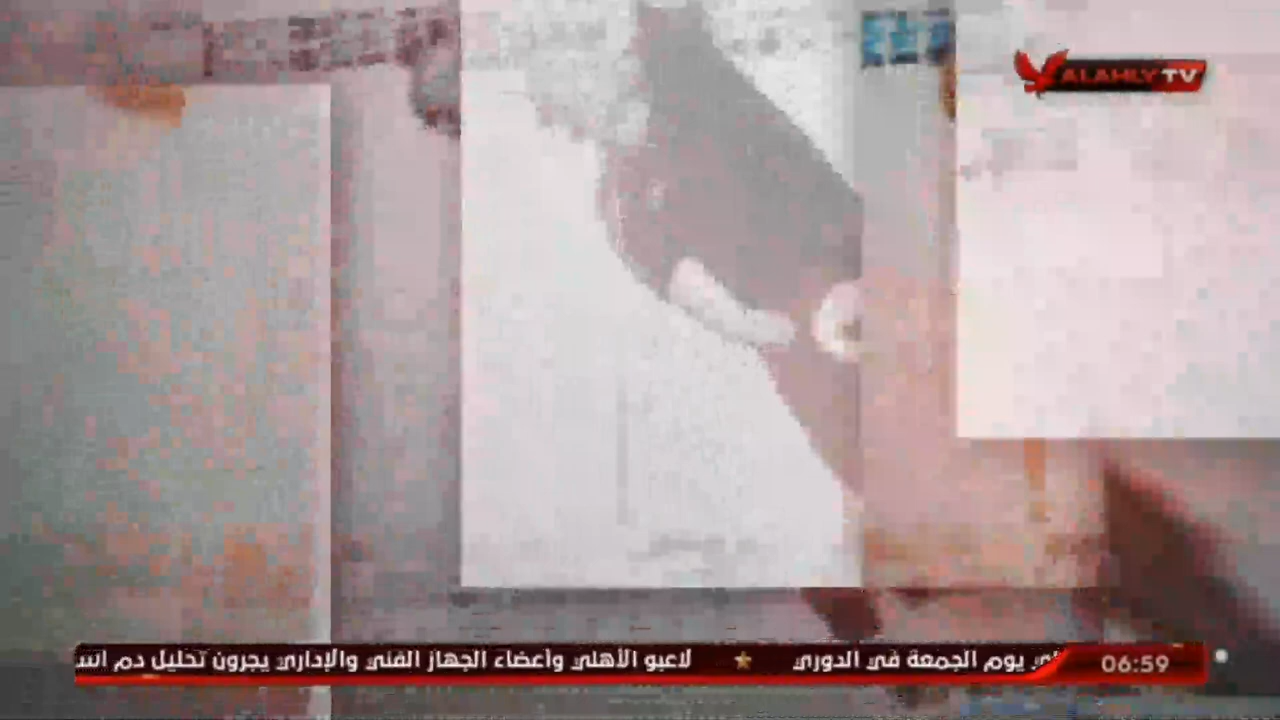 ALAHLY TV
يوم الجمعة في الدوري ★ لاعبو الأهلي وأعضاء الجهاز الفني والإداري يجرون تحليل دم
06:59